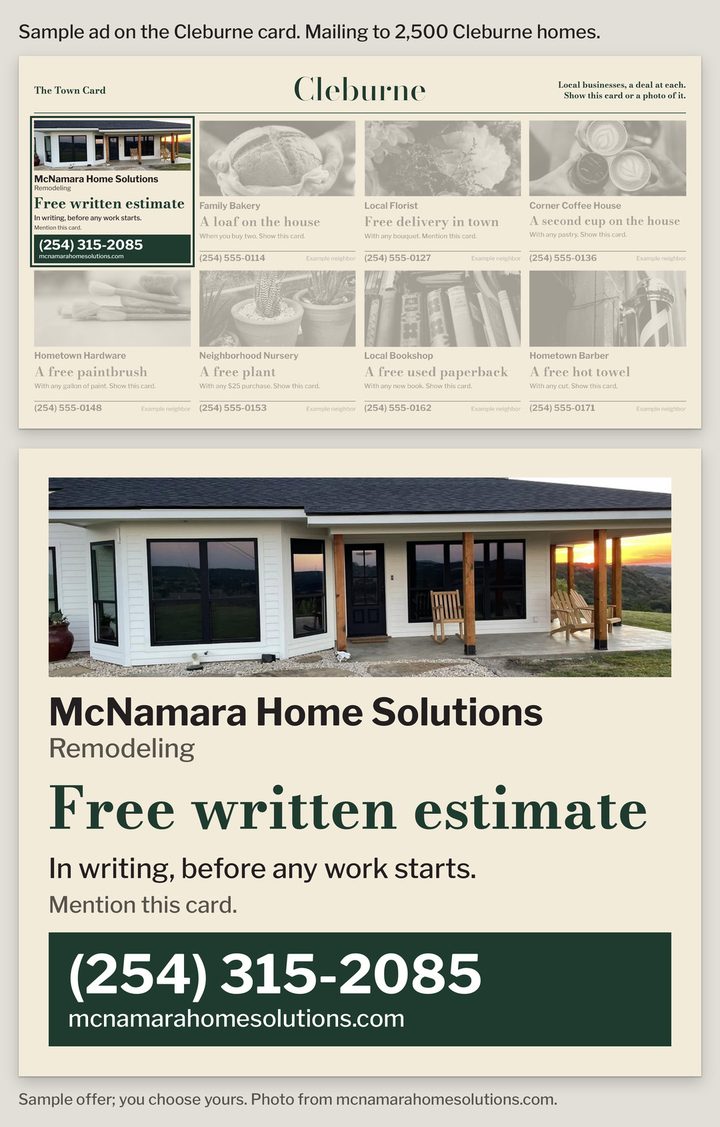 Sample ad on the Cleburne card. Mailing to 2,500 Cleburne homes.
The Town Card
Cleburne
Local businesses, a deal at each.
Show this card or a photo of it.
McNamara Home Solutions
Remodeling
Free written estimate
In writing, before any work starts.
Mention this card.
(254) 315-2085
mcnamarahomesolutions.com
Family Bakery
A loaf on the house
When you buy two. Show this card.
(254) 555-0114
Example neighbor
Local Florist
Free delivery in town
With any bouquet. Mention this card.
(254) 555-0127
Example neighbor
Corner Coffee House
A second cup on the house
With any pastry. Show this card.
(254) 555-0136
Example neighbor
Hometown Hardware
A free paintbrush
With any gallon of paint. Show this card.
(254) 555-0148
Example neighbor
Neighborhood Nursery
A free plant
With any $25 purchase. Show this card.
(254) 555-0153
Example neighbor
Local Bookshop
A free used paperback
With any new book. Show this card.
(254) 555-0162
Example neighbor
Hometown Barber
A free hot towel
With any cut. Show this card.
(254) 555-0171
Example neighbor
McNamara Home Solutions
Remodeling
Free written estimate
In writing, before any work starts.
Mention this card.
(254) 315-2085
mcnamarahomesolutions.com
Sample offer; you choose yours. Photo from mcnamarahomesolutions.com.